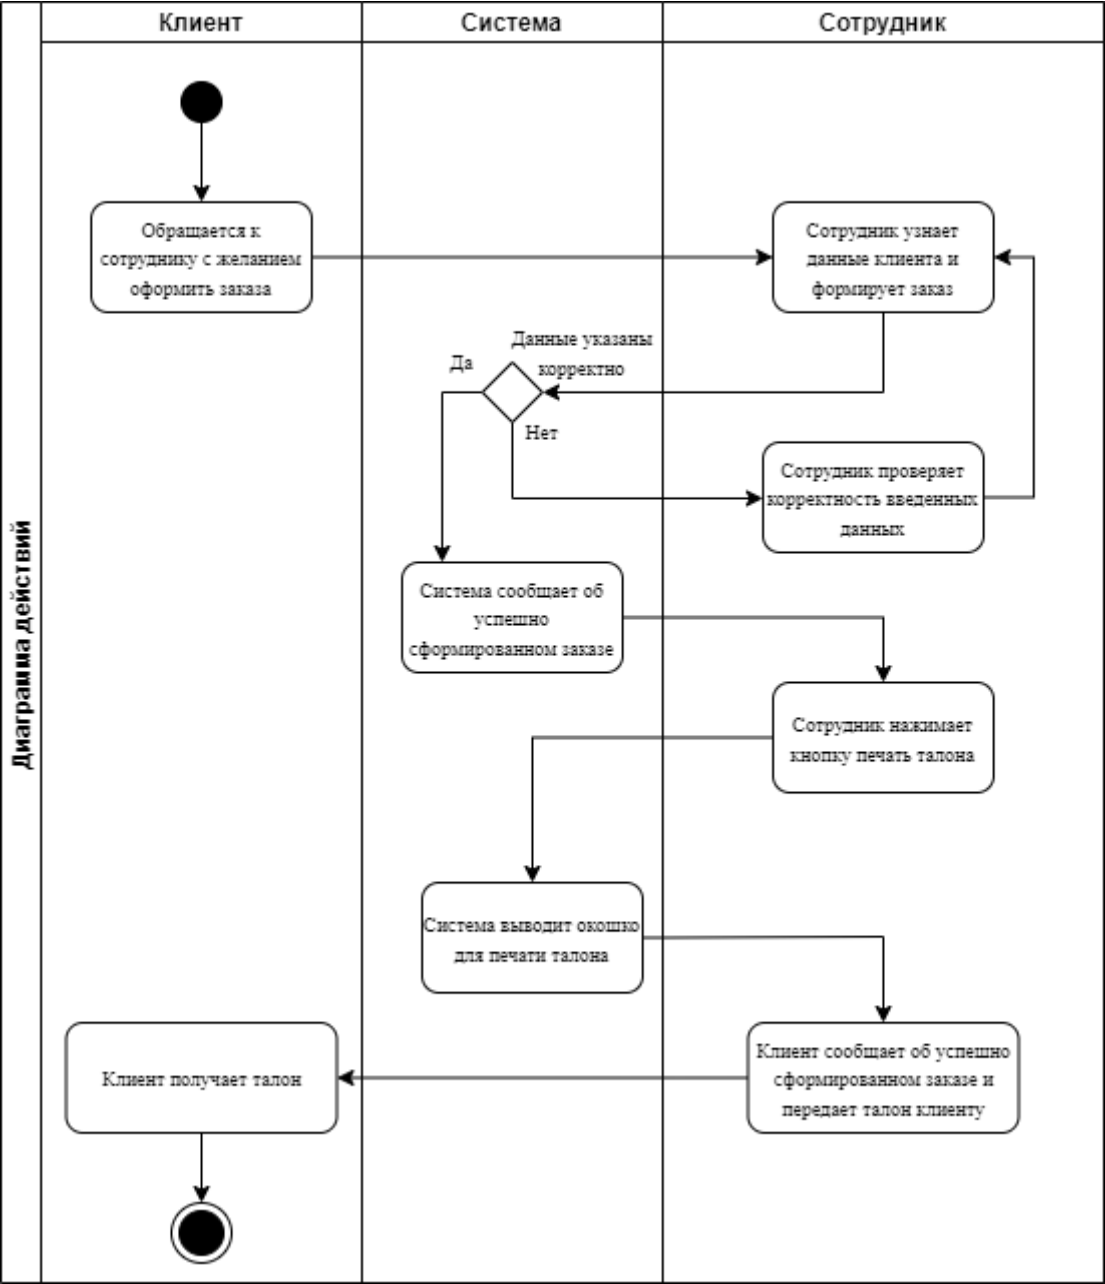 Клиент
Система
Сотрудник
Диаграмма действий
Обращается к
сотруднику с желанием
оформить заказа
Сотрудник узнает
данные клиента и
формирует заказ
Данные указаны
корректно
Да
Нет
Сотрудник проверяет
корректность введенных
данных
Система сообщает об
успешно
сформированном заказе
Сотрудник нажимает
кнопку печать талона
Система выводит окошко
для печати талона
Клиент сообщает об успешно
сформированном заказе и
передает талон клиенту
Клиент получает талон